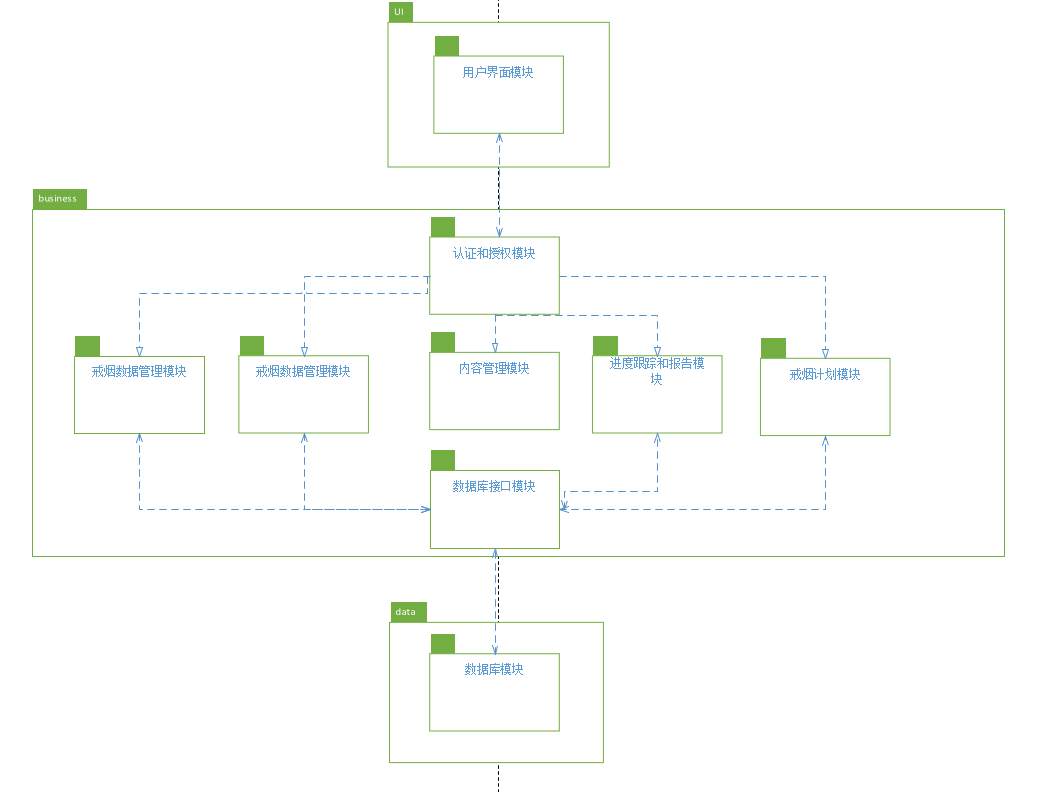 UI
用户界面模块
business
认证和授权模块
戒烟数据管理模块
戒烟数据管理模块
内容管理模块
进度跟踪和报告模
块
戒烟计划模块
数据库接口模块
data
数据库模块